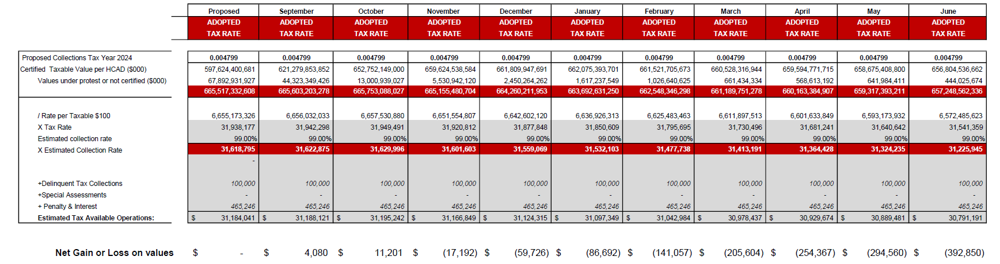 Proposed September October November December January February March April May June
ADOPTED ADOPTED ADOPTED ADOPTED ADOPTED ADOPTED ADOPTED ADOPTED ADOPTED ADOPTED ADOPTED
TAX RATE TAX RATE TAX RATE TAX RATE TAX RATE TAX RATE TAX RATE TAX RATE TAX RATE TAX RATE TAX RATE
Proposed Collections Tax Year 2024 0.004799 0.004799 0.004799 0.004799 0.004799 0.004799 0.004799 0.004799 0.004799 0.004799 0.004799
Certified Taxable Value per HCAD ($000) 597,624,400,681 621,279,853,852 652,752,149,000 659,624,538,584 661,809,947,691 662,075,393,701 661,521,705,673 660,528,316,944 659,594,771,715 658,675,408,800 656,804,536,662
Values under protest or not certified ($000) 67,892,931,927 44,323,349,426 13,000,939,027 5,530,942,120 2,450,264,262 1,617,237,549 1,026,640,625 661,434,334 568,613,192 641,984,411 444,025,674
665,517,332,608 665,603,203,278 665,753,088,027 665,155,480,704 664,260,211,953 663,692,631,250 662,548,346,298 661,189,751,278 660,163,384,907 659,317,393,211 657,248,562,336
/ Rate per Taxable $100 6,655,173,326 6,656,032,033 6,657,530,880 6,651,554,807 6,642,602,120 6,636,926,313 6,625,483,463 6,611,897,513 6,601,633,849 6,593,173,932 6,572,485,623
X Tax Rate 31,938,177 31,942,298 31,949,491 31,920,812 31,877,848 31,850,609 31,795,695 31,730,496 31,681,241 31,640,642 31,541,359
Estimated collection rate 99.00% 99.00% 99.00% 99.00% 99.00% 99.00% 99.00% 99.00% 99.00% 99.00% 99.00%
X Estimated Collection Rate 31,618,795 31,622,875 31,629,996 31,601,603 31,559,069 31,532,103 31,477,738 31,413,191 31,364,428 31,324,235 31,225,945
-
+Delinquent Tax Collections 100,000 100,000 100,000 100,000 100,000 100,000 100,000 100,000 100,000 100,000 100,000
+Special Assessments - - - - - - - - - - -
+ Penalty & Interest 465,246 465,246 465,246 465,246 465,246 465,246 465,246 465,246 465,246 465,246 465,246
Estimated Tax Available Operations: $ 31,184,041 $ 31,188,121 $ 31,195,242 $ 31,166,849 $ 31,124,315 $ 31,097,349 $ 31,042,984 $ 30,978,437 $ 30,929,674 $ 30,889,481 $ 30,791,191
Net Gain or Loss on values $ - $ 4,080 $ 11,201 $ (17,192) $ (59,726) $ (86,692) $ (141,057) $ (205,604) $ (254,367) $ (294,560) $ (392,850)